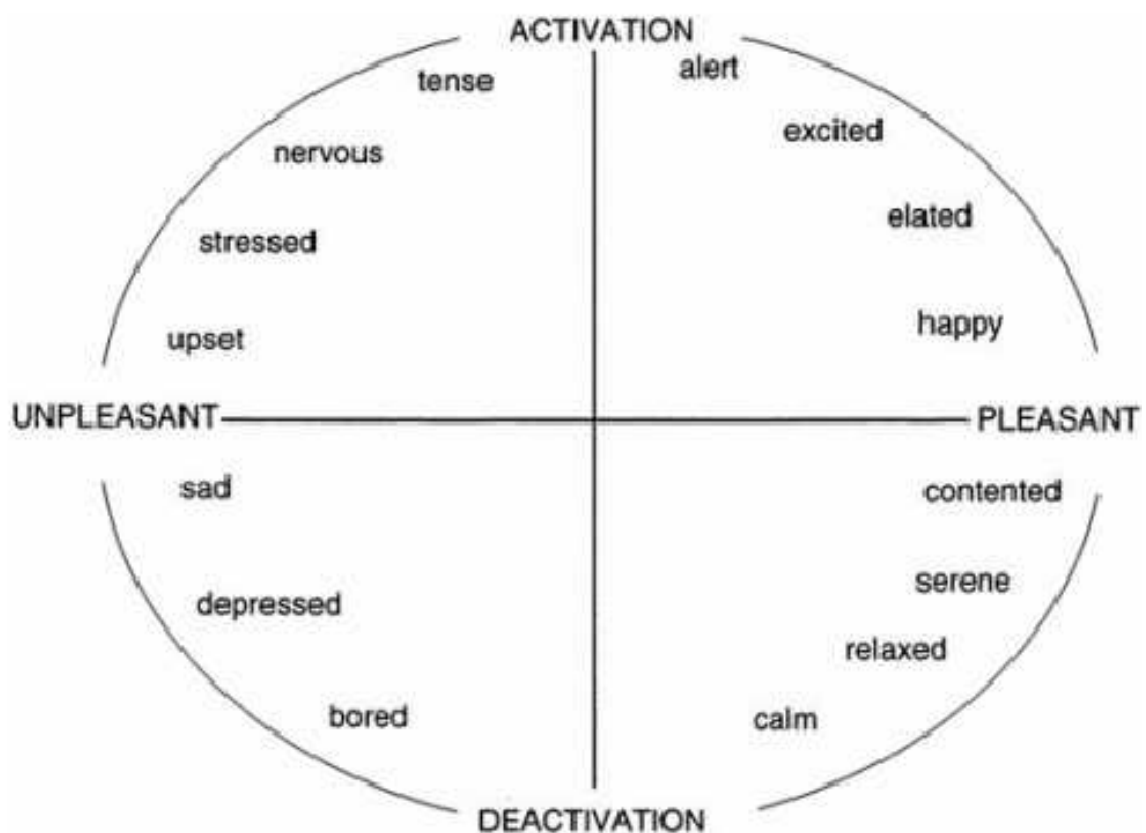 ACTIVATION
tense
alert
nervous
excited
stressed
elated
upset
happy
UNPLEASANT
PLEASANT
sad
contented
depressed
serene
relaxed
bored
calm
DEACTIVATION